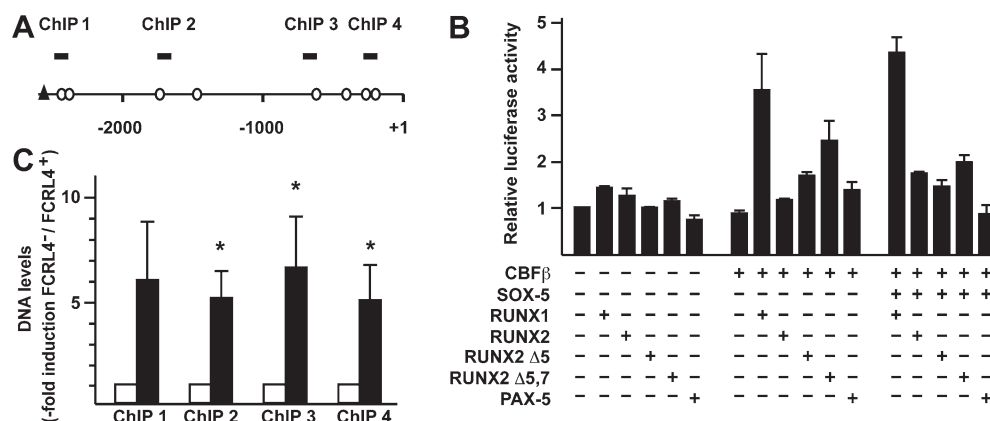 A
ChIP 1 ChIP 2 ChIP 3 ChIP 4
-2000 -1000 +1
B
Relative luciferase activity
5
4
3
2
1
CBFβ − − − − − − + + + + + + + + + + +
SOX-5 − − − − − − − − − − − − + + + + +
RUNX1 − + − − − − − + − − − − + − − − −
RUNX2 − − + − − − − − + − − − − + − − −
RUNX2 Δ5 − − − + − − − − − + − − − − + − −
RUNX2 Δ5,7 − − − − + − − − − − + − − − − + −
PAX-5 − − − − − + − − − − − + − − − − +
C
DNA levels
(-fold induction FCRL4⁻/ FCRL4⁺)
10
5
* * *
ChIP 1 ChIP 2 ChIP 3 ChIP 4